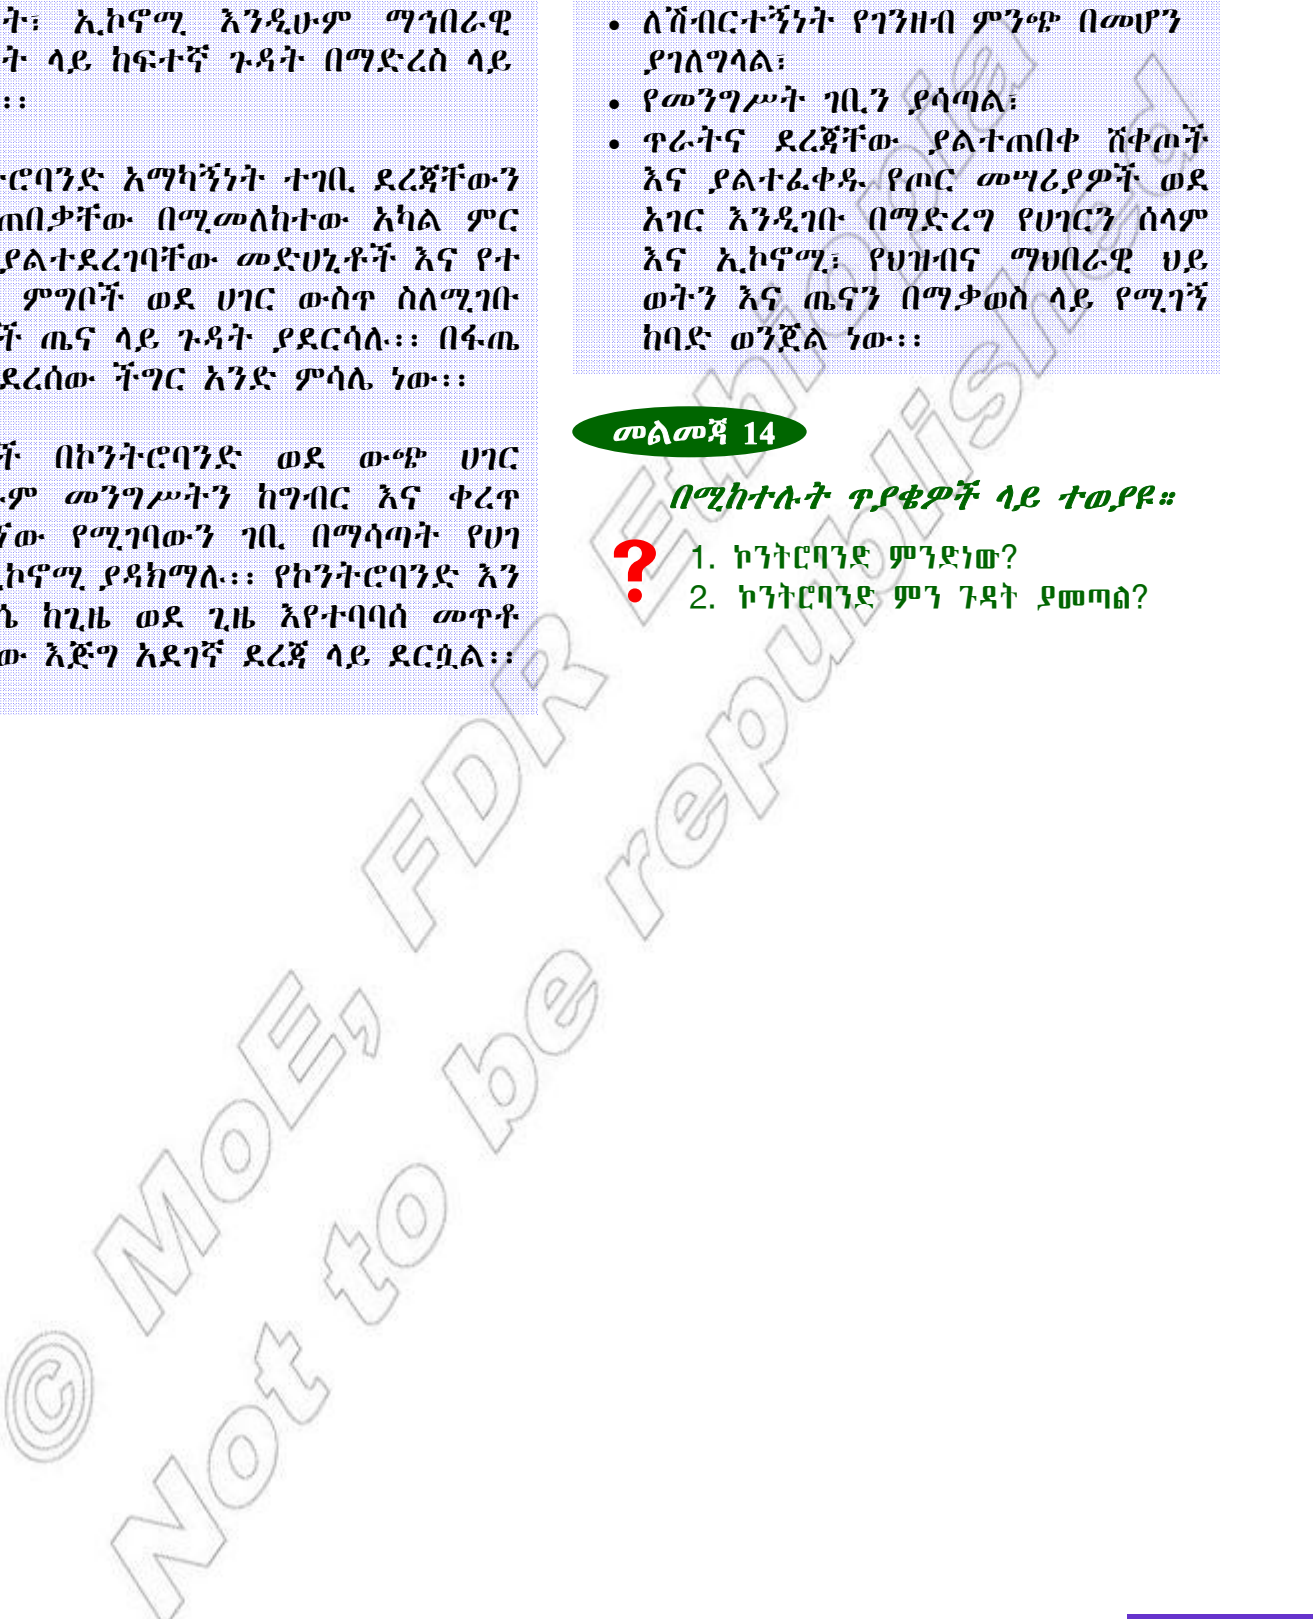 ት፣ ኢኮኖሚ እንዲሁም ማኅበራዊ
ት ላይ ከፍተኛ ጉዳት በማድረስ ላይ
፡፡
ትሮባንድ አማካኝነት ተገቢ ደረጃቸውን
ጠበቃቸው በሚመለከተው አካል ምር
ያልተደረገባቸው መድሀኒቶች እና የተ
ምግቦች ወደ ሀገር ውስጥ ስለሚገቡ
ች ጤና ላይ ጉዳት ያደርሳሉ፡፡ በፋጤ
ደረሰው ችግር አንድ ምሳሌ ነው፡፡
ች በኮንትሮባንድ ወደ ውጭ ሀገር
ም መንግሥትን ከግብር እና ቀረጥ
ው የሚገባውን ገቢ በማሳጣት የሀገ
ኢኮኖሚ ያዳክማሉ፡፡ የኮንትሮባንድ እን
ሴ ከጊዜ ወደ ጊዜ እየተባባሰ መጥቶ
ው እጅግ አደገኛ ደረጃ ላይ ደርሷል፡፡
• ለሽብርተኝነት የገንዘብ ምንጭ በመሆን
ያገለግላል፣
• የመንግሥት ገቢን ያሳጣል፣
• ጥራትና ደረጃቸው ያልተጠበቀ ሸቀጦች
እና ያልተፈቀዱ የጦር መሣሪያዎች ወደ
አገር እንዲገቡ በማድረግ የሀገርን ሰላም
እና ኢኮኖሚ፣ የህዝብና ማህበራዊ ህይ
ወትን እና ጤናን በማቃወስ ላይ የሚገኝ
ከባድ ወንጀል ነው፡፡
መልመጃ 14
በሚከተሉት ጥያቄዎች ላይ ተወያዩ።
?
1. ኮንትሮባንድ ምንድነው?
2. ኮንትሮባንድ ምን ጉዳት ያመጣል?
© MoE, FDR Ethiopia
Not to be republished